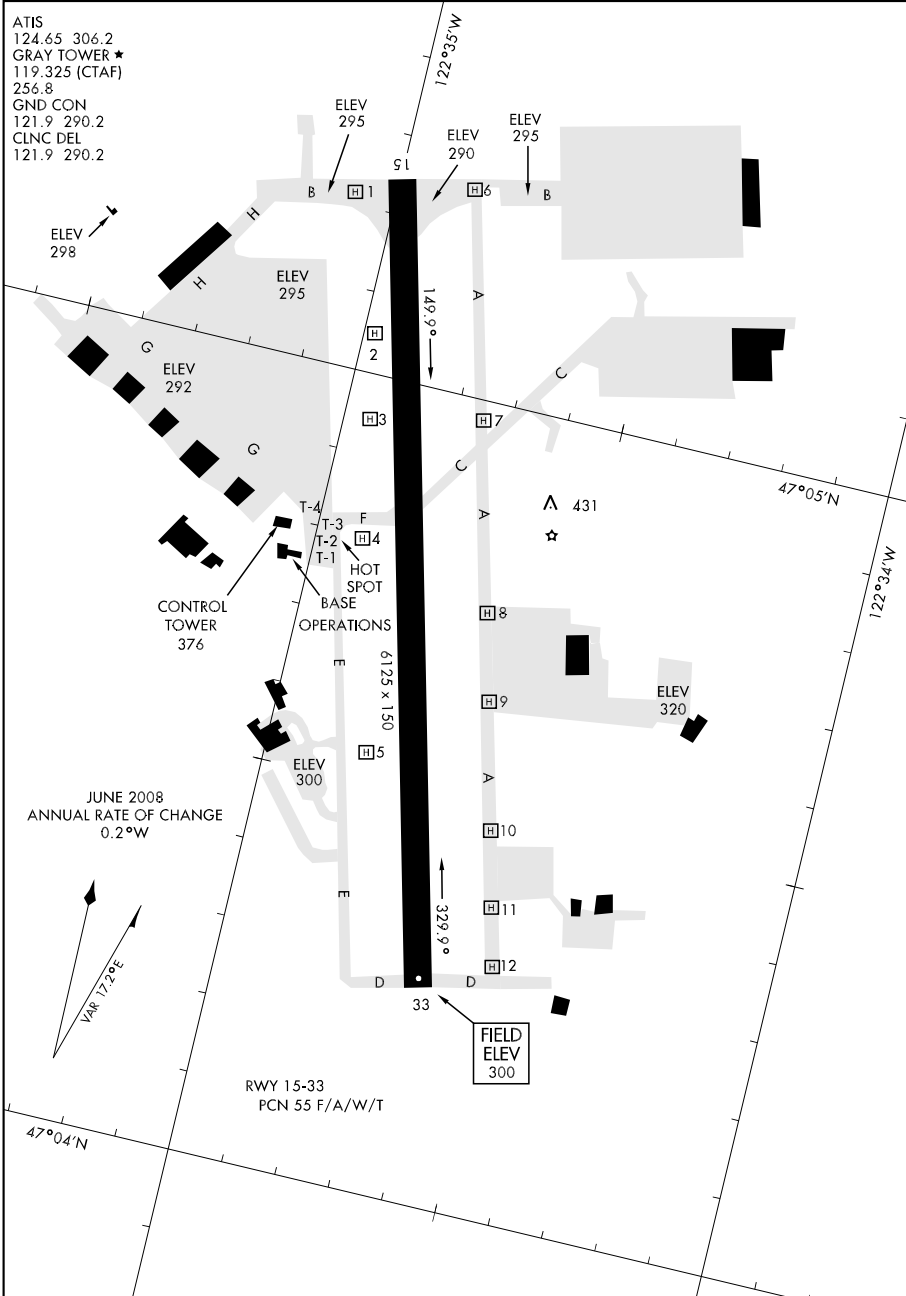 ATIS
124.65 306.2
GRAY TOWER ★
119.325 (CTAF)
256.8
GND CON
121.9 290.2
CLNC DEL
121.9 290.2
122°35'W
ELEV
295
ELEV
290
ELEV
295
15
B
H 1
H 6
B
H
ELEV
298
H
ELEV
295
149.9°
A
H
2
G
ELEV
292
C
H 3
H 7
G
C
47°05'N
T-4
F
T-3
T-2
T-1
H 4
A
431
HOT
SPOT
122°34'W
CONTROL
TOWER
376
BASE
OPERATIONS
H 8
E
6125 x 150
ELEV
320
H 9
H 5
ELEV
300
A
JUNE 2008
ANNUAL RATE OF CHANGE
0.2°W
H 10
E
329.9°
H 11
VAR 17.2°E
H 12
D
D
33
FIELD
ELEV
300
RWY 15-33
PCN 55 F/A/W/T
47°04'N